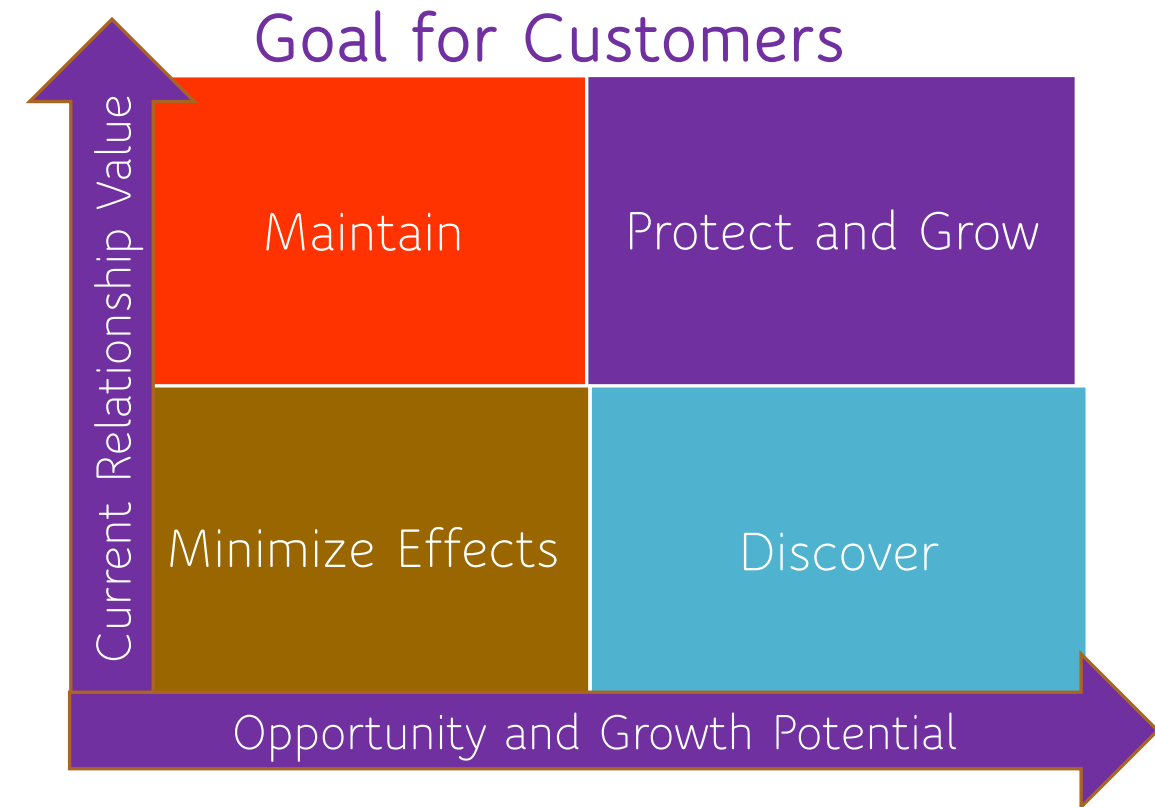 Goal for Customers
Current Relationship Value
Maintain
Protect and Grow
Minimize Effects
Discover
Opportunity and Growth Potential